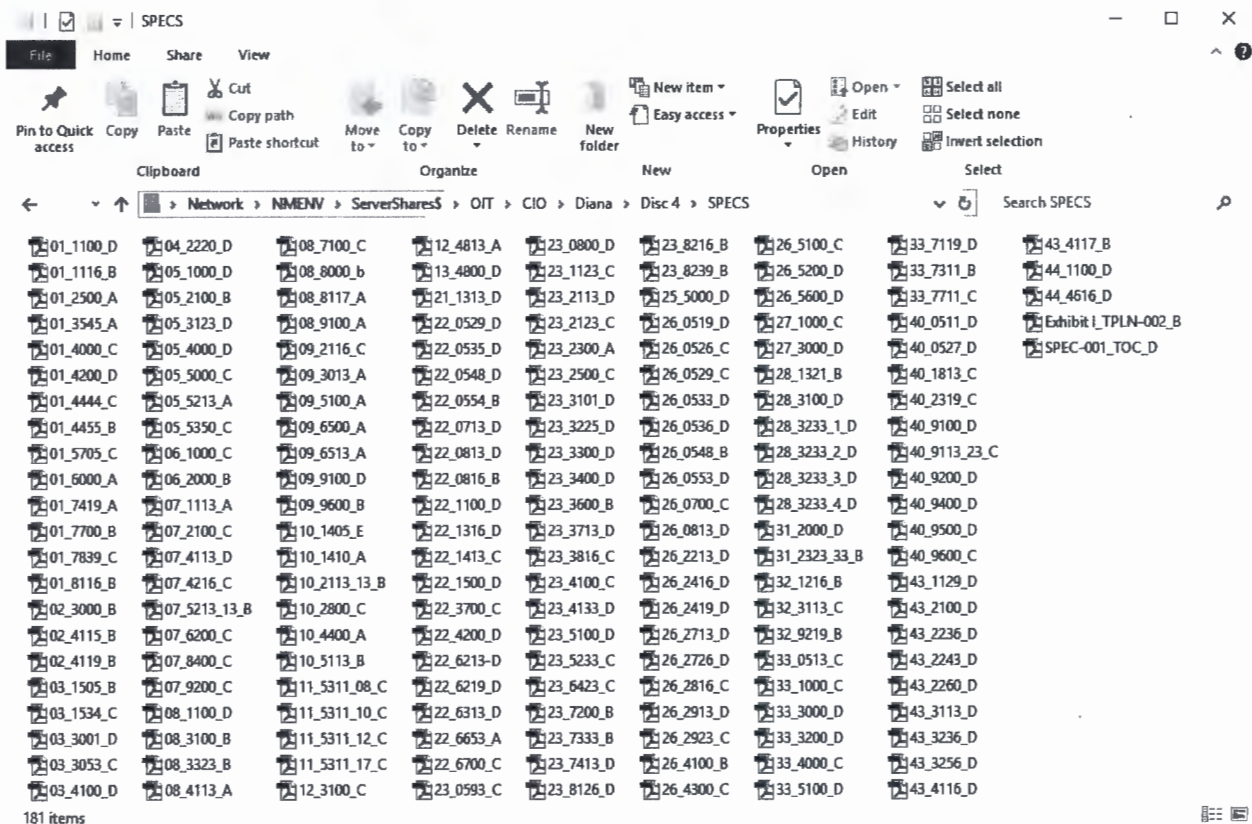 SPECS
File Home Share View
Pin to Quick access
Copy
Paste
Cut
Copy path
Paste shortcut
Clipboard
Move to
Copy to
Delete
Rename
Organize
New folder
New item
Easy access
New
Properties
Open
Edit
History
Open
Select all
Select none
Invert selection
Select
Network > NMENV > ServerShares$ > OIT > CIO > Diana > Disc 4 > SPECS
Search SPECS
01_1100_D
01_1116_B
01_2500_A
01_3545_A
01_4000_C
01_4200_D
01_4444_C
01_4455_B
01_5705_C
01_6000_A
01_7419_A
01_7700_B
01_7839_C
01_8116_B
02_3000_B
02_4115_B
02_4119_B
03_1505_B
03_1534_C
03_3001_D
03_3053_C
03_4100_D
04_2220_D
05_1000_D
05_2100_B
05_3123_D
05_4000_D
05_5000_C
05_5213_A
05_5350_C
06_1000_C
06_2000_B
07_1113_A
07_2100_C
07_4113_D
07_4216_C
07_5213_13_B
07_6200_C
07_8400_C
07_9200_C
08_1100_D
08_3100_B
08_3323_B
08_4113_A
08_7100_C
08_8000_b
08_8117_A
08_9100_A
09_2116_C
09_3013_A
09_5100_A
09_6500_A
09_6513_A
09_9100_D
09_9600_B
10_1405_E
10_1410_A
10_2113_13_B
10_2800_C
10_4400_A
10_5113_B
11_5311_08_C
11_5311_10_C
11_5311_12_C
11_5311_17_C
12_3100_C
12_4813_A
13_4800_D
21_1313_D
22_0529_D
22_0535_D
22_0548_D
22_0554_B
22_0713_D
22_0813_D
22_0816_B
22_1100_D
22_1316_D
22_1413_C
22_1500_D
22_3700_C
22_4200_D
22_6213-D
22_6219_D
22_6313_D
22_6653_A
22_6700_C
23_0593_C
23_0800_D
23_1123_C
23_2113_D
23_2123_C
23_2300_A
23_2500_C
23_3101_D
23_3225_D
23_3300_D
23_3400_D
23_3600_B
23_3713_D
23_3816_C
23_4100_C
23_4133_D
23_5100_D
23_5233_C
23_6423_C
23_7200_B
23_7333_B
23_7413_D
23_8126_D
23_8216_B
23_8239_B
25_5000_D
26_0519_D
26_0526_C
26_0529_C
26_0533_D
26_0536_D
26_0548_B
26_0553_D
26_0700_C
26_0813_D
26_2213_D
26_2416_D
26_2419_D
26_2713_D
26_2726_D
26_2816_C
26_2913_D
26_2923_C
26_4100_B
26_4300_C
26_5100_C
26_5200_D
26_5600_D
27_1000_C
27_3000_D
28_1321_B
28_3100_D
28_3233_1_D
28_3233_2_D
28_3233_3_D
28_3233_4_D
31_2000_D
31_2323_33_B
32_1216_B
32_3113_C
32_9219_B
33_0513_C
33_1000_C
33_3000_D
33_3200_D
33_4000_C
33_5100_D
33_7119_D
33_7311_B
33_7711_C
40_0511_D
40_0527_D
40_1813_C
40_2319_C
40_9100_D
40_9113_23_C
40_9200_D
40_9400_D
40_9500_D
40_9600_C
43_1129_D
43_2100_D
43_2236_D
43_2243_D
43_2260_D
43_3113_D
43_3236_D
43_3256_D
43_4116_D
43_4117_B
44_1100_D
44_4616_D
Exhibit I_TPLN-002_B
SPEC-001_TOC_D
181 items